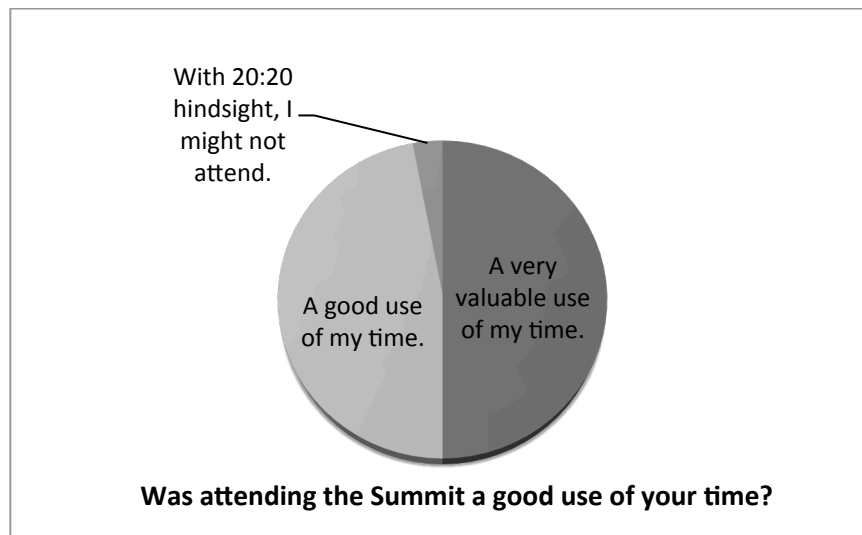 With 20:20
hindsight, I
might not
attend.
A good use
of my time.
A very
valuable use
of my time.
Was attending the Summit a good use of your time?